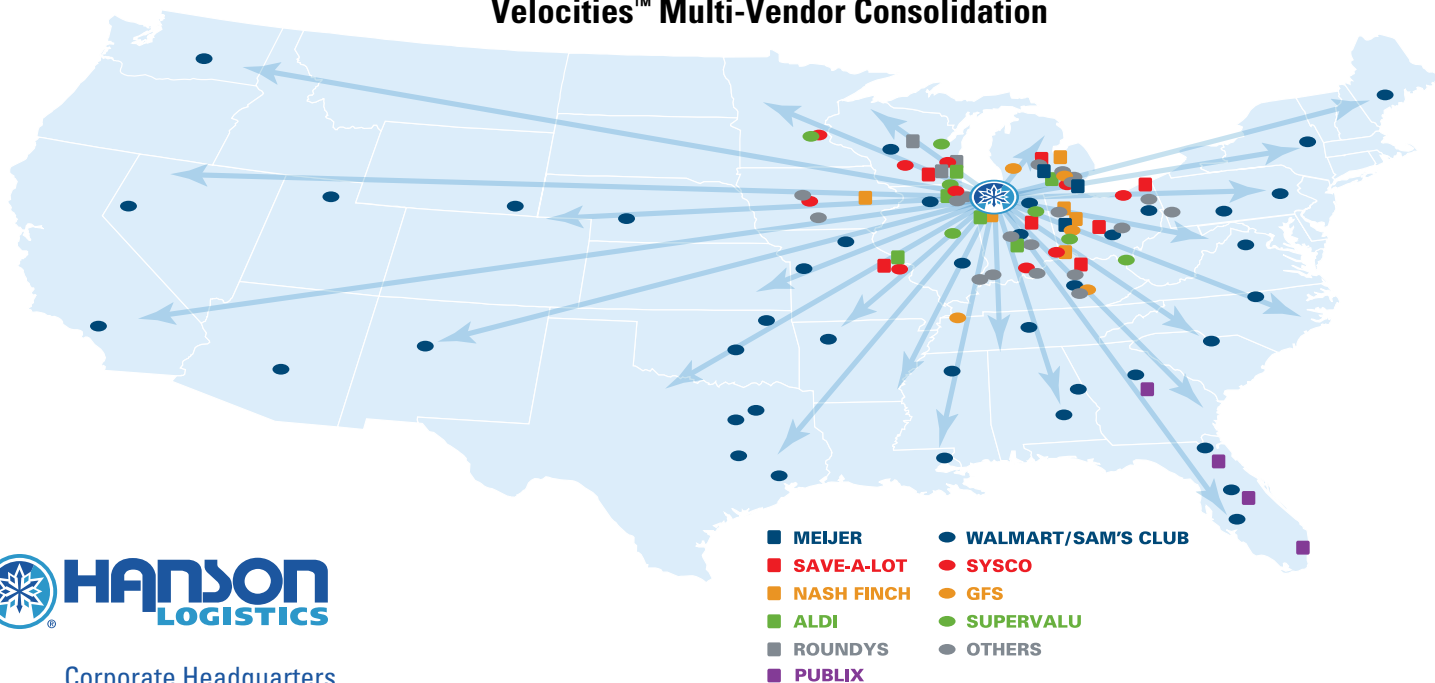 Velocities™ Multi-Vendor Consolidation
HANSON
LOGISTICS
®
Corporate Headquarters
MEIJER
SAVE-A-LOT
NASH FINCH
ALDI
ROUNDYS
PUBLIX
WALMART/SAM'S CLUB
SYSCO
GFS
SUPERVALU
OTHERS